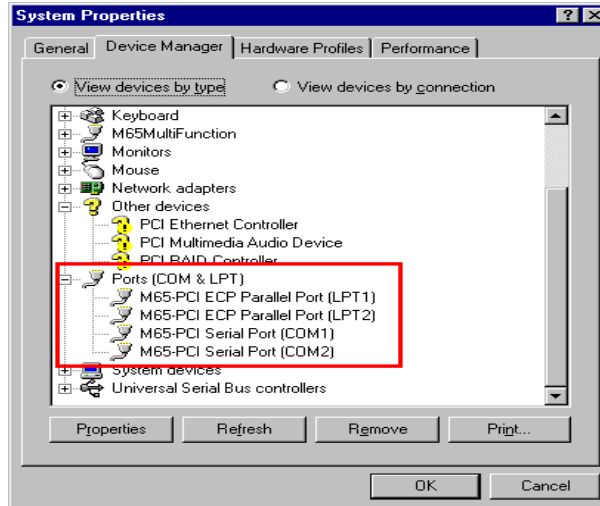 System Properties
General Device Manager Hardware Profiles Performance
View devices by type View devices by connection
Keyboard
M65MultiFunction
Monitors
Mouse
Network adapters
Other devices
PCI Ethernet Controller
PCI Multimedia Audio Device
PCI RAID Controller
Ports (COM & LPT)
M65-PCI ECP Parallel Port (LPT1)
M65-PCI ECP Parallel Port (LPT2)
M65-PCI Serial Port (COM1)
M65-PCI Serial Port (COM2)
System devices
Universal Serial Bus controllers
Properties Refresh Remove Print...
OK Cancel